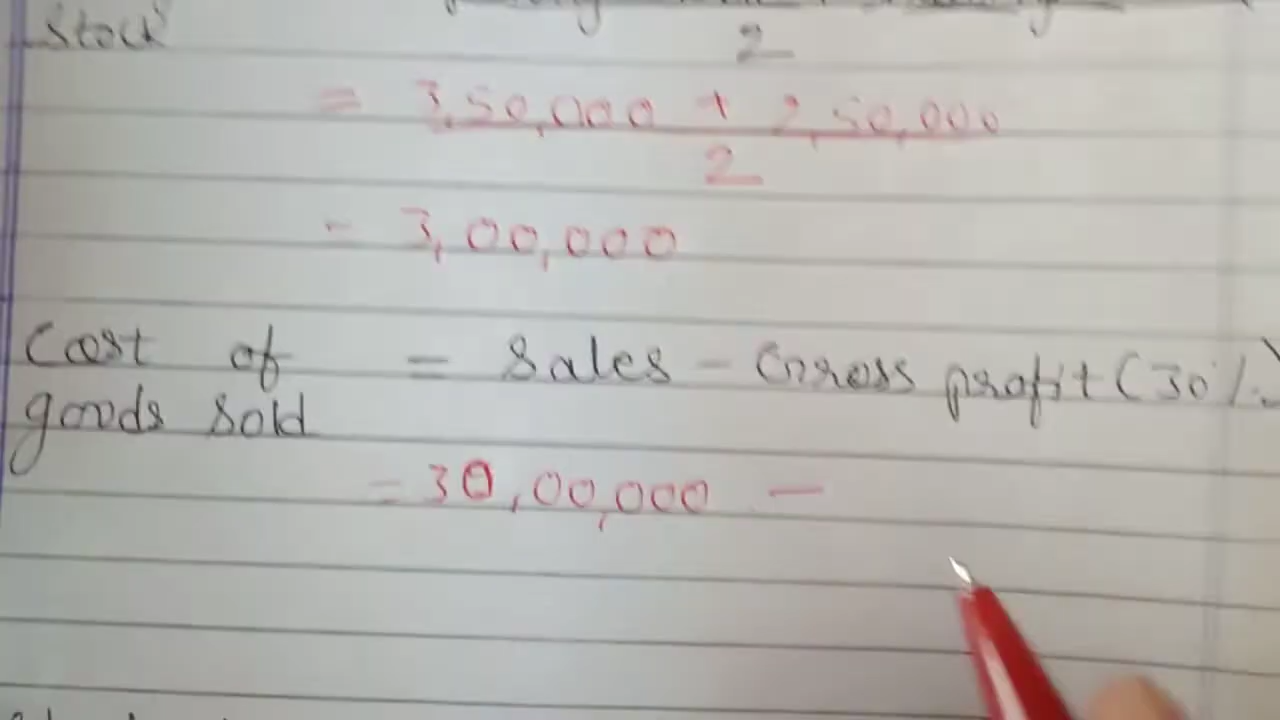 Stock
2
= 3,50,000 + 2,50,000
2
= 3,00,000
Cost of = Sales - Gross profit (30%)
goods sold
= 30,00,000 -